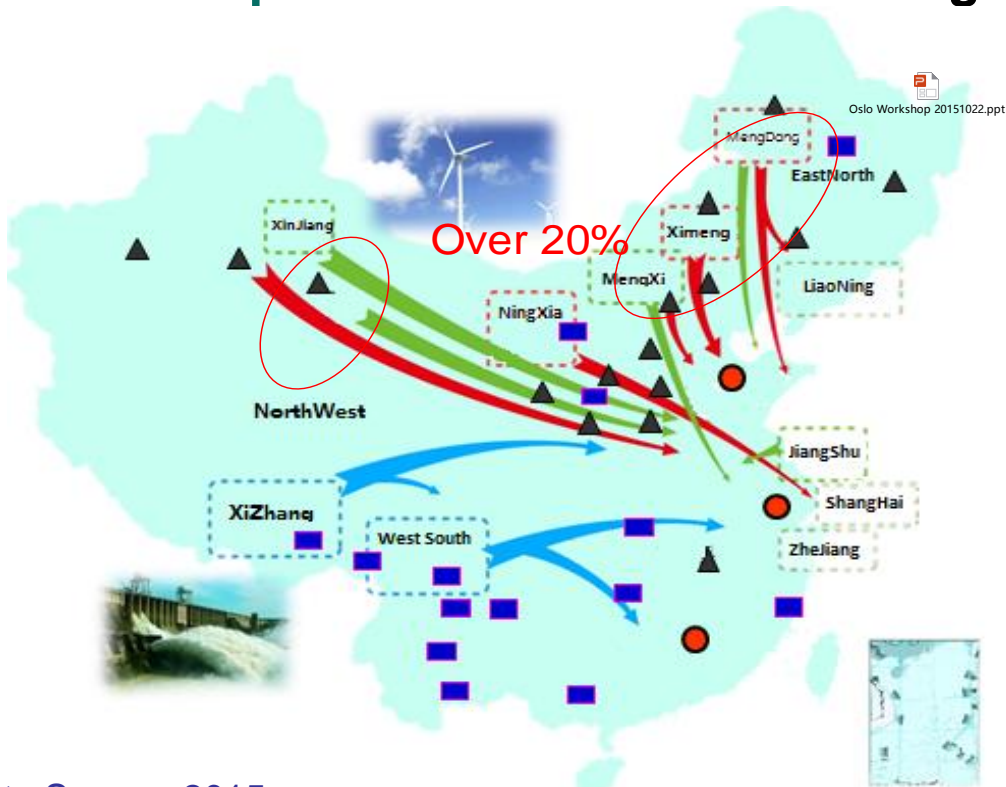 Oslo Workshop 20151022.ppt
MengDong
EastNorth
XinJiang
Over 20%
Ximeng
MengXi
LiaoNing
NingXia
NorthWest
JiangShu
ShangHai
XiZhang
West South
ZheJiang